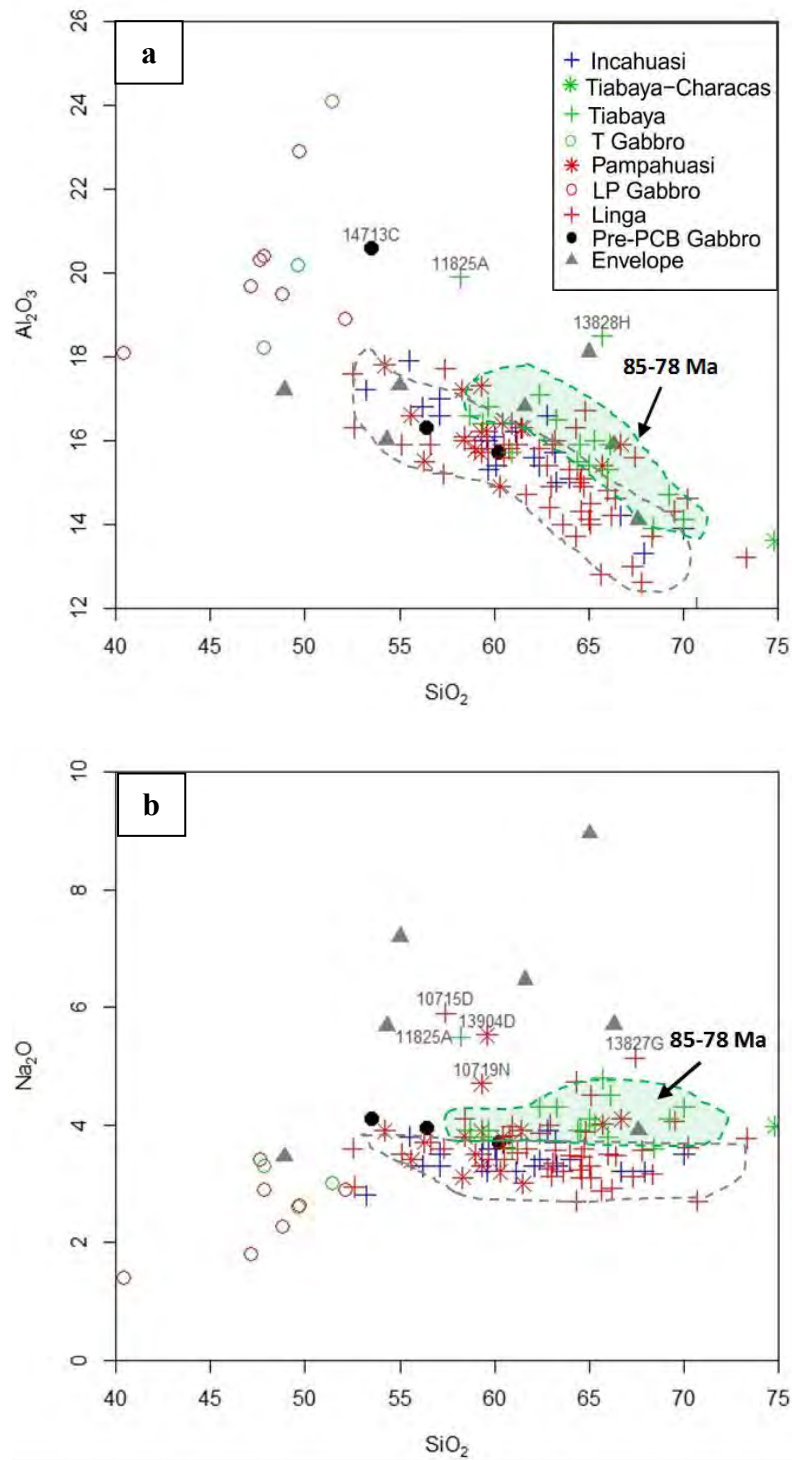 a
26
24
22
20
18
16
14
12
Al₂O₃
40 45 50 55 60 65 70 75
SiO₂
Incahuasi
Tiabaya−Characas
Tiabaya
T Gabbro
Pampahuasi
LP Gabbro
Linga
Pre-PCB Gabbro
Envelope
14713C
11825A
13828H
85-78 Ma
b
10
8
6
4
2
0
Na₂O
40 45 50 55 60 65 70 75
SiO₂
10715D
13904D
11825A
13827G
85-78 Ma
10719N